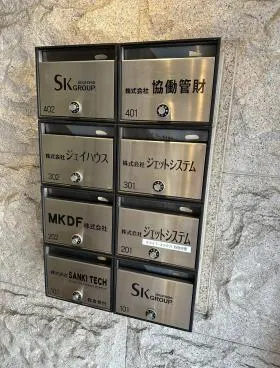 SK
GROUP
402
株式会社 協働管財
401
株式会社 ジェイハウス
302
株式会社 ジェットシステム
301
MKDF 株式会社
202
株式会社 ジェットシステム
201
株式会社 SANKI TECH
102
SK
GROUP
101